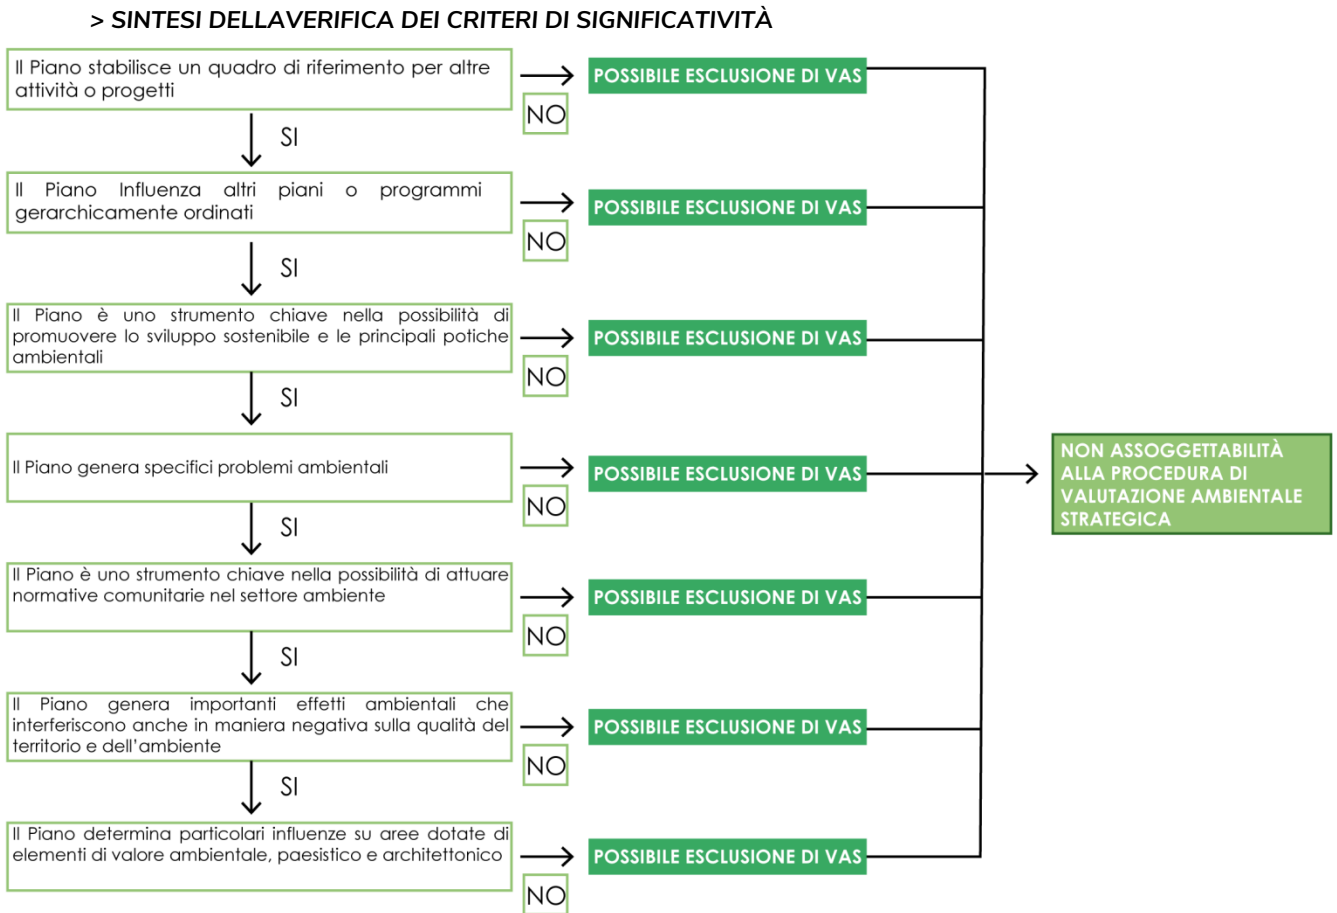 > SINTESI DELLAVERIFICA DEI CRITERI DI SIGNIFICATIVITÀ
Il Piano stabilisce un quadro di riferimento per altre
attività o progetti
POSSIBILE ESCLUSIONE DI VAS
NO
SI
Il Piano Influenza altri piani o programmi
gerarchicamente ordinati
POSSIBILE ESCLUSIONE DI VAS
NO
SI
Il Piano è uno strumento chiave nella possibilità di
promuovere lo sviluppo sostenibile e le principali potiche
ambientali
POSSIBILE ESCLUSIONE DI VAS
NO
SI
Il Piano genera specifici problemi ambientali
POSSIBILE ESCLUSIONE DI VAS
NO
SI
NON ASSOGGETTABILITÀ
ALLA PROCEDURA DI
VALUTAZIONE AMBIENTALE
STRATEGICA
Il Piano è uno strumento chiave nella possibilità di attuare
normative comunitarie nel settore ambiente
POSSIBILE ESCLUSIONE DI VAS
NO
SI
Il Piano genera importanti effetti ambientali che
interferiscono anche in maniera negativa sulla qualità del
territorio e dell'ambiente
POSSIBILE ESCLUSIONE DI VAS
NO
SI
Il Piano determina particolari influenze su aree dotate di
elementi di valore ambientale, paesistico e architettonico
POSSIBILE ESCLUSIONE DI VAS
NO